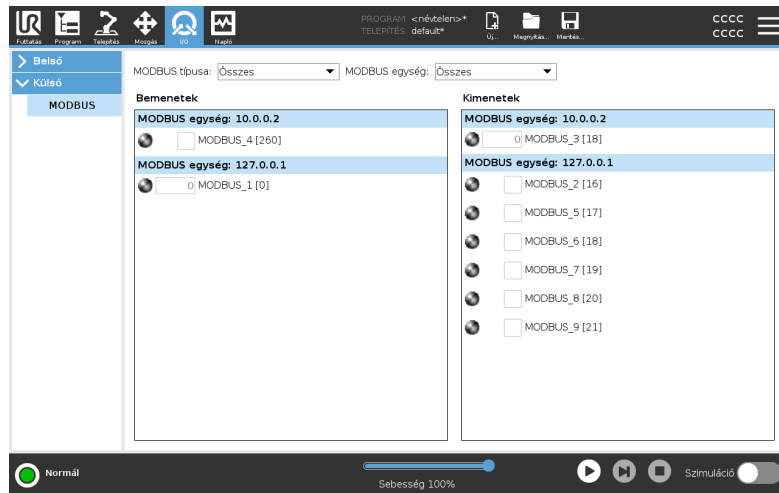 UR
Futtatás Program Telepítés Mozgás I/O Napló
PROGRAM <névtelen>*
TELEPÍTÉS default*
Új... Megnyitás... Mentés...
cccc
cccc
Belső
Külső
MODBUS
MODBUS típusa: Összes MODBUS egység: Összes
Bemenetek
MODBUS egység: 10.0.0.2
MODBUS_4 [260]
MODBUS egység: 127.0.0.1
0 MODBUS_1 [0]
Kimenetek
MODBUS egység: 10.0.0.2
0 MODBUS_3 [18]
MODBUS egység: 127.0.0.1
MODBUS_2 [16]
MODBUS_5 [17]
MODBUS_6 [18]
MODBUS_7 [19]
MODBUS_8 [20]
MODBUS_9 [21]
Normál
Sebesség 100%
Szimuláció